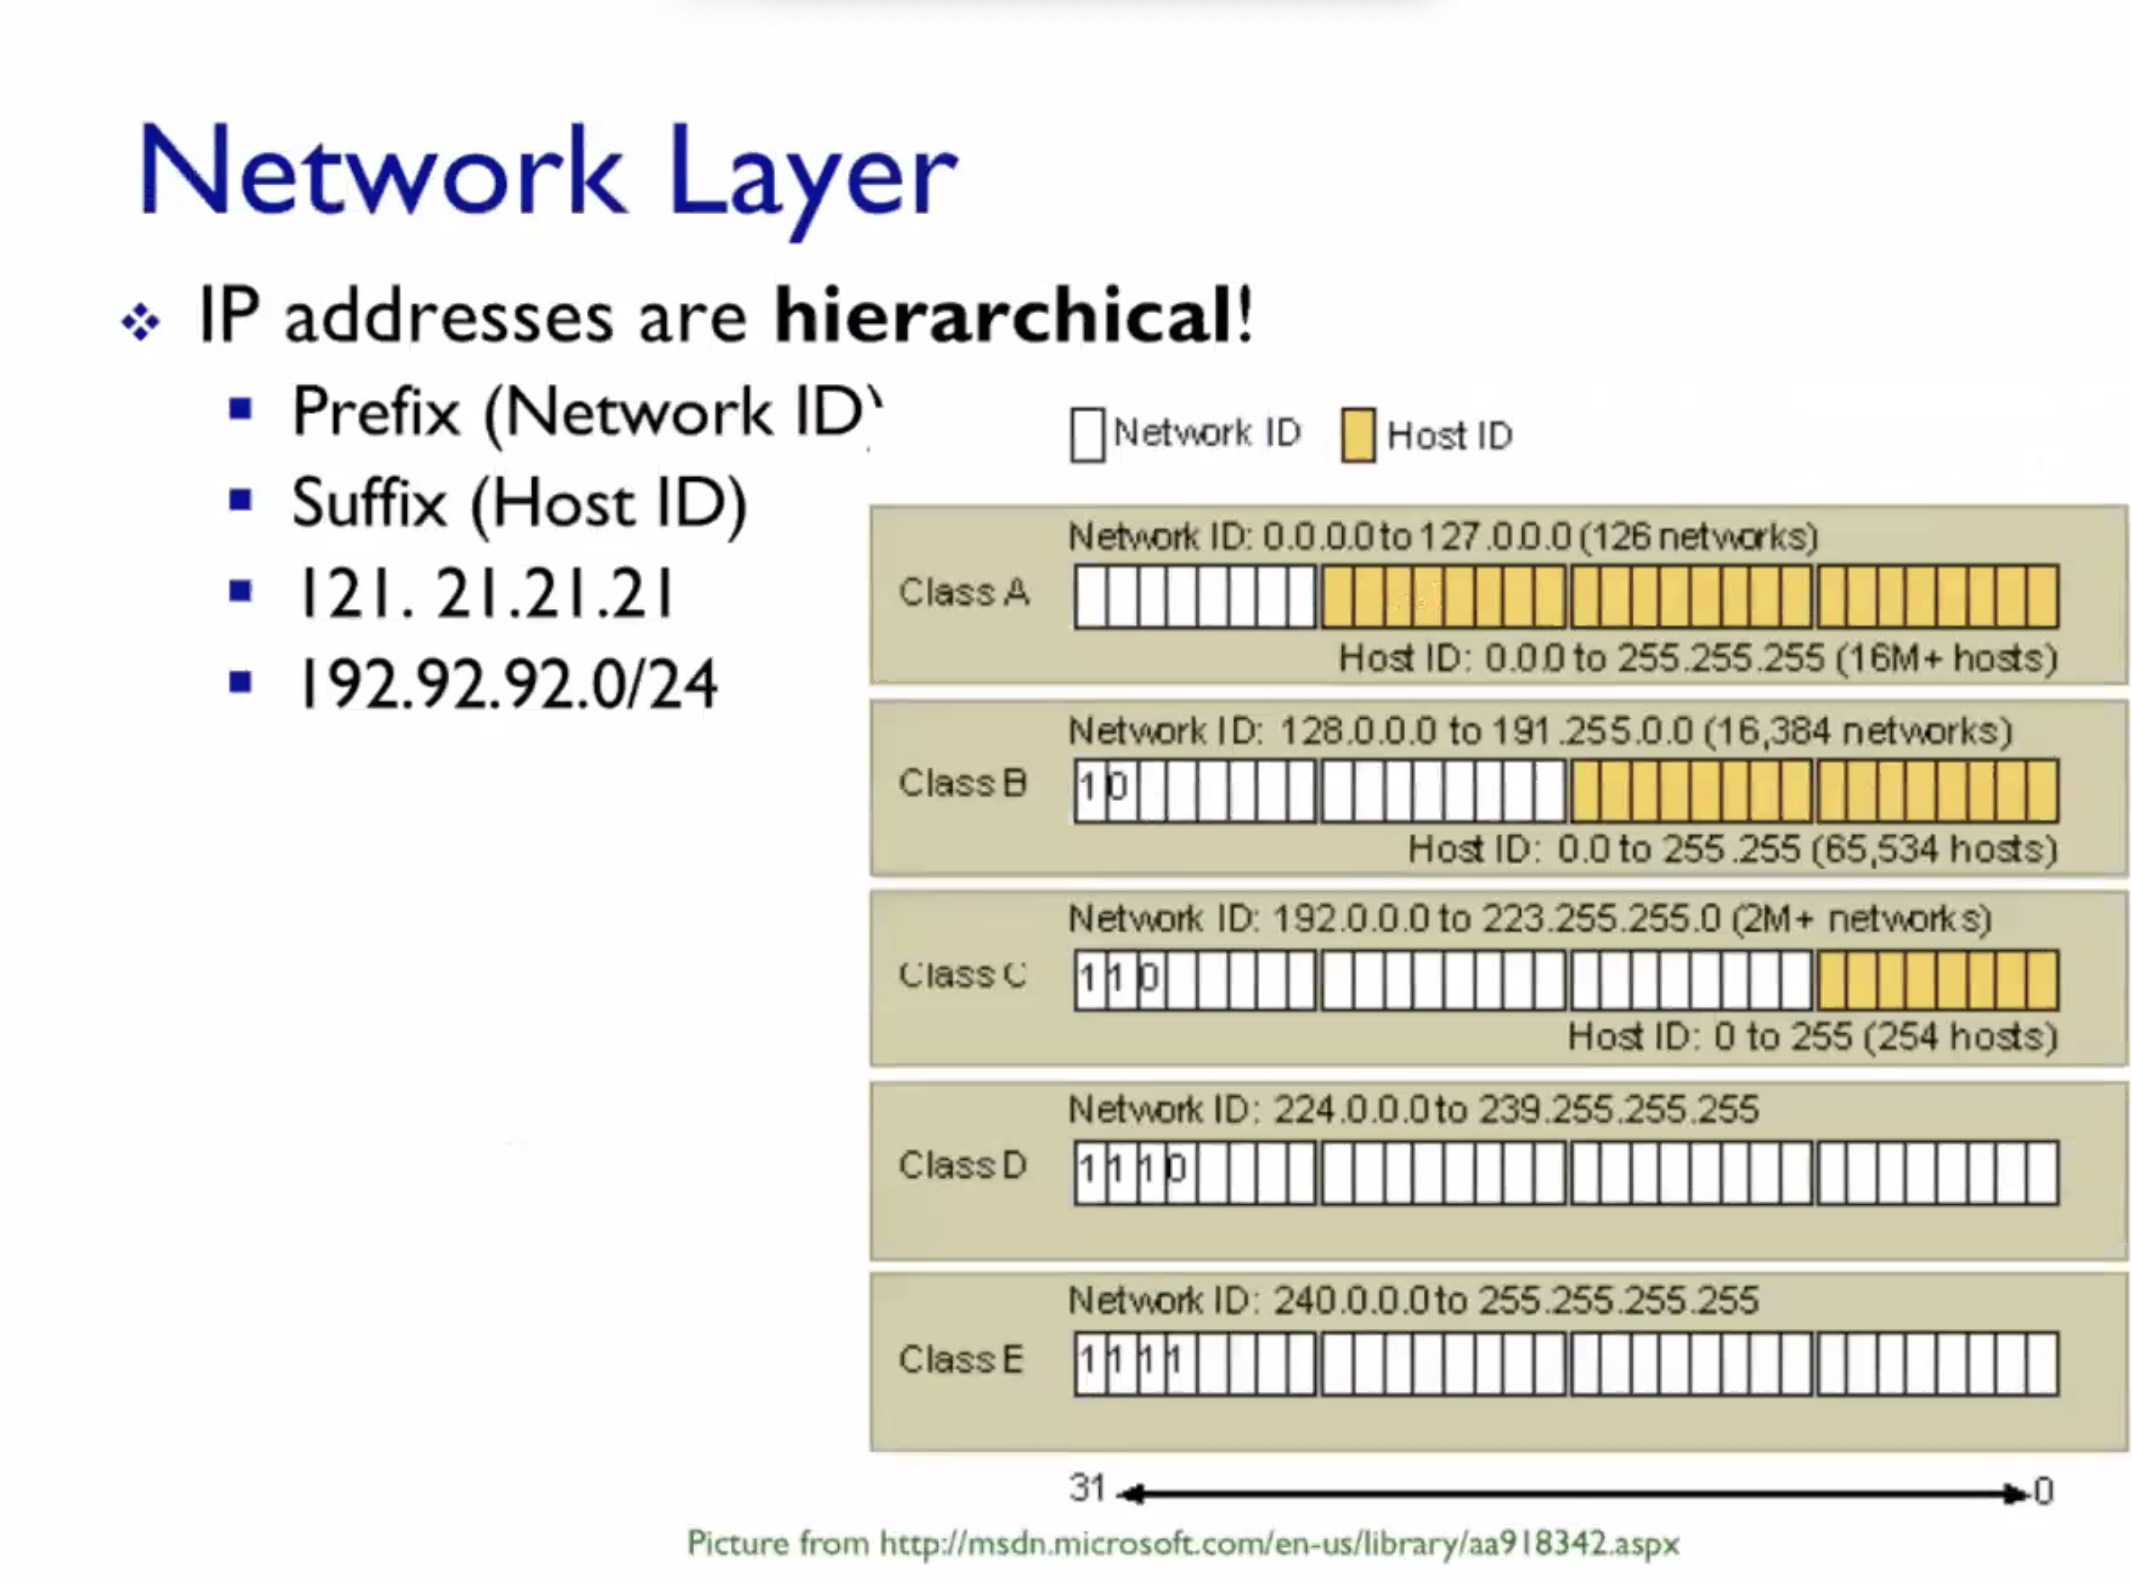 Network Layer
IP addresses are hierarchical!
Prefix (Network ID)
Suffix (Host ID)
121. 21.21.21
192.92.92.0/24
Network ID
Host ID
Network ID: 0.0.0.0 to 127.0.0.0 (126 networks)
Class A
Host ID: 0.0.0 to 255.255.255 (16M+ hosts)
Network ID: 128.0.0.0 to 191.255.0.0 (16,384 networks)
Class B
1 0
Host ID: 0.0 to 255.255 (65,534 hosts)
Network ID: 192.0.0.0 to 223.255.255.0 (2M+ networks)
Class C
1 1 0
Host ID: 0 to 255 (254 hosts)
Network ID: 224.0.0.0 to 239.255.255.255
Class D
1 1 1 0
Network ID: 240.0.0.0 to 255.255.255.255
Class E
1 1 1 1
31
0
Picture from http://msdn.microsoft.com/en-us/library/aa918342.aspx